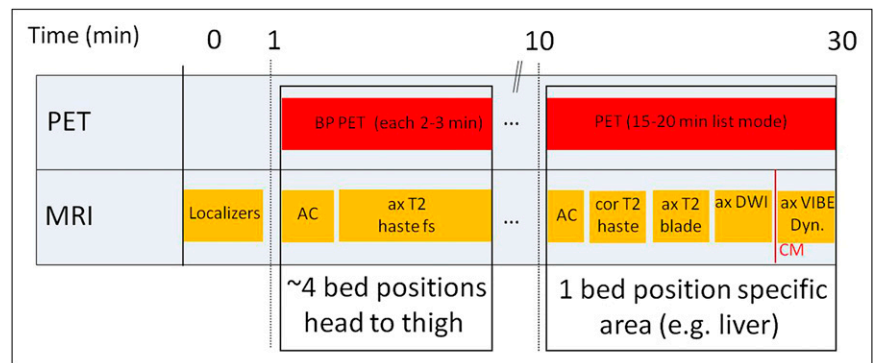 Time (min) 0 1 10 30
PET
BP PET (each 2-3 min)
...
PET (15-20 min list mode)
MRI
Localizers
AC
ax T2
haste fs
...
AC
cor T2
haste
ax T2
blade
ax DWI
ax VIBE
Dyn.
CM
~4 bed positions
head to thigh
1 bed position specific
area (e.g. liver)